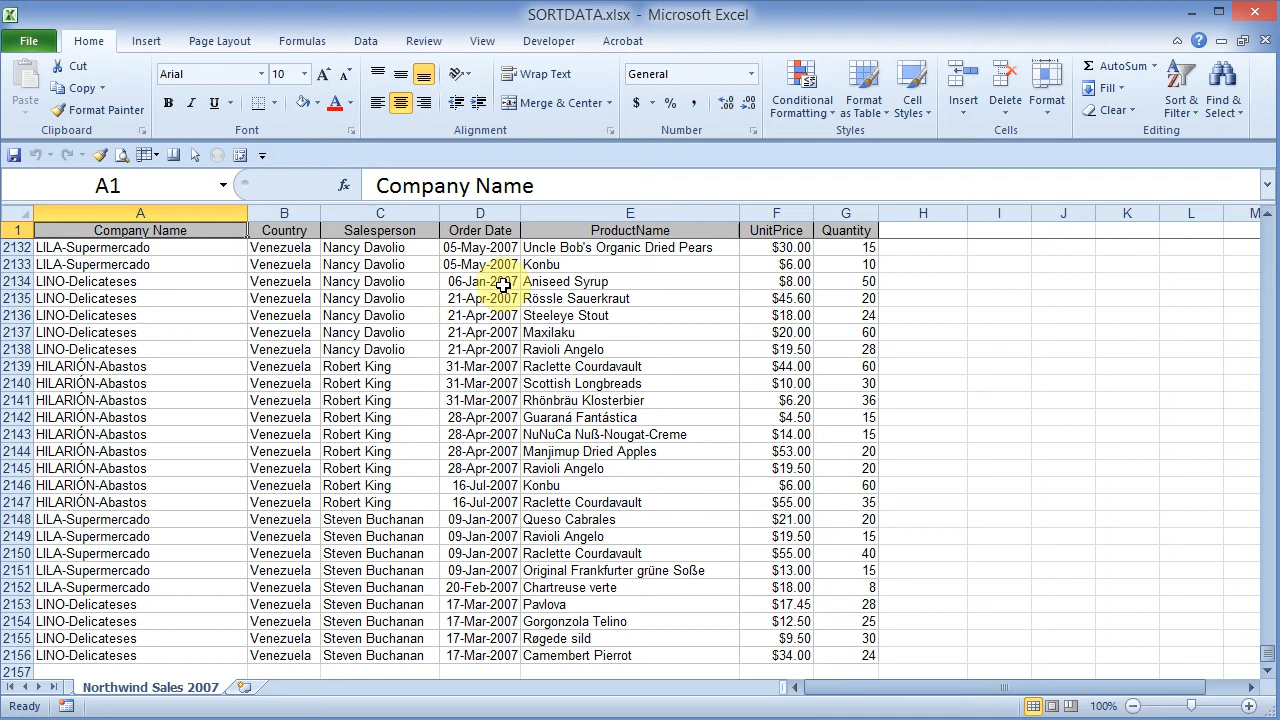 SORTDATA.xlsx - Microsoft Excel
File Home Insert Page Layout Formulas Data Review View Developer Acrobat
Paste Cut Copy Format Painter Clipboard
Arial 10 B I U Font
Wrap Text Merge & Center Alignment
General $ % , Number
Conditional Formatting Format as Table Cell Styles Styles
Insert Delete Format Cells
AutoSum Fill Clear Sort & Filter Find & Select Editing
A1 fx Company Name
A B C D E F G H I J K L M
1 Company Name Country Salesperson Order Date ProductName UnitPrice Quantity
2132 LILA-Supermercado Venezuela Nancy Davolio 05-May-2007 Uncle Bob's Organic Dried Pears $30.00 15
2133 LILA-Supermercado Venezuela Nancy Davolio 05-May-2007 Konbu $6.00 10
2134 LINO-Delicateses Venezuela Nancy Davolio 06-Jan-2007 Aniseed Syrup $8.00 50
2135 LINO-Delicateses Venezuela Nancy Davolio 21-Apr-2007 Rössle Sauerkraut $45.60 20
2136 LINO-Delicateses Venezuela Nancy Davolio 21-Apr-2007 Steeleye Stout $18.00 24
2137 LINO-Delicateses Venezuela Nancy Davolio 21-Apr-2007 Maxilaku $20.00 60
2138 LINO-Delicateses Venezuela Nancy Davolio 21-Apr-2007 Ravioli Angelo $19.50 28
2139 HILARIÓN-Abastos Venezuela Robert King 31-Mar-2007 Raclette Courdavault $44.00 60
2140 HILARIÓN-Abastos Venezuela Robert King 31-Mar-2007 Scottish Longbreads $10.00 30
2141 HILARIÓN-Abastos Venezuela Robert King 31-Mar-2007 Rhönbräu Klosterbier $6.20 36
2142 HILARIÓN-Abastos Venezuela Robert King 28-Apr-2007 Guaraná Fantástica $4.50 15
2143 HILARIÓN-Abastos Venezuela Robert King 28-Apr-2007 NuNuCa Nuß-Nougat-Creme $14.00 15
2144 HILARIÓN-Abastos Venezuela Robert King 28-Apr-2007 Manjimup Dried Apples $53.00 20
2145 HILARIÓN-Abastos Venezuela Robert King 28-Apr-2007 Ravioli Angelo $19.50 20
2146 HILARIÓN-Abastos Venezuela Robert King 16-Jul-2007 Konbu $6.00 60
2147 HILARIÓN-Abastos Venezuela Robert King 16-Jul-2007 Raclette Courdavault $55.00 35
2148 LILA-Supermercado Venezuela Steven Buchanan 09-Jan-2007 Queso Cabrales $21.00 20
2149 LILA-Supermercado Venezuela Steven Buchanan 09-Jan-2007 Ravioli Angelo $19.50 15
2150 LILA-Supermercado Venezuela Steven Buchanan 09-Jan-2007 Raclette Courdavault $55.00 40
2151 LILA-Supermercado Venezuela Steven Buchanan 09-Jan-2007 Original Frankfurter grüne Soße $13.00 15
2152 LILA-Supermercado Venezuela Steven Buchanan 20-Feb-2007 Chartreuse verte $18.00 8
2153 LINO-Delicateses Venezuela Steven Buchanan 17-Mar-2007 Pavlova $17.45 28
2154 LINO-Delicateses Venezuela Steven Buchanan 17-Mar-2007 Gorgonzola Telino $12.50 25
2155 LINO-Delicateses Venezuela Steven Buchanan 17-Mar-2007 Røgede sild $9.50 30
2156 LINO-Delicateses Venezuela Steven Buchanan 17-Mar-2007 Camembert Pierrot $34.00 24
2157
Northwind Sales 2007
Ready 100%